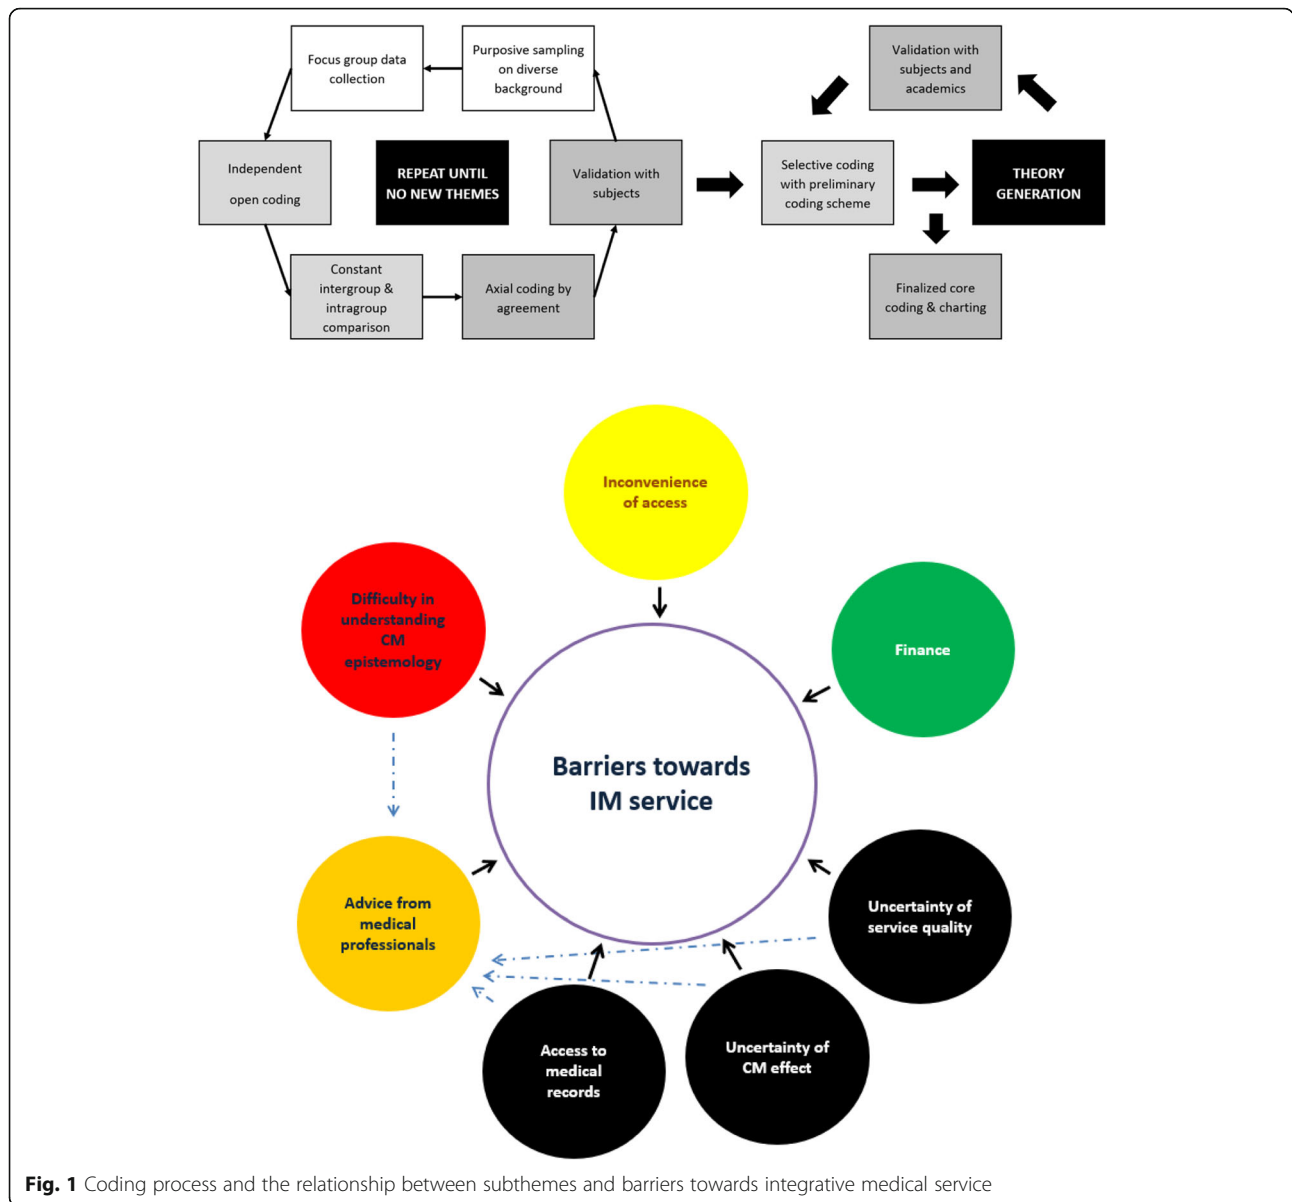 Focus group data
collection
Purposive sampling
on diverse
background
Validation with
subjects and
academics
Independent
open coding
REPEAT UNTIL
NO NEW THEMES
Validation with
subjects
Selective coding
with preliminary
coding scheme
THEORY
GENERATION
Constant
intergroup &
intragroup
comparison
Axial coding by
agreement
Finalized core
coding & charting
Inconvenience
of access
Difficulty in
understanding
CM
epistemology
Finance
Barriers towards
IM service
Advice from
medical
professionals
Uncertainty of
service quality
Access to
medical
records
Uncertainty of
CM effect
Fig. 1 Coding process and the relationship between subthemes and barriers towards integrative medical service